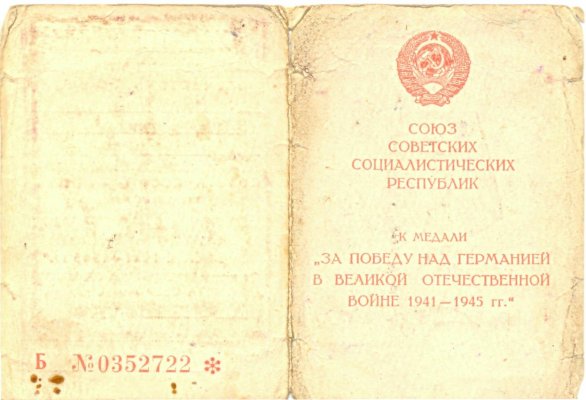 Б №0352722 *
СОЮЗ
СОВЕТСКИХ
СОЦИАЛИСТИЧЕСКИХ
РЕСПУБЛИК
К МЕДАЛИ
„ЗА ПОБЕДУ НАД ГЕРМАНИЕЙ
В ВЕЛИКОЙ ОТЕЧЕСТВЕННОЙ
ВОЙНЕ 1941—1945 гг.“